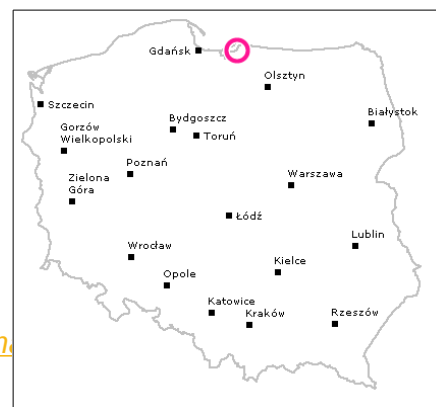 Gdańsk
Olsztyn
Szczecin
Białystok
Bydgoszcz
Toruń
Gorzów
Wielkopolski
Poznań
Zielona
Góra
Warszawa
Łódź
Lublin
Wrocław
Kielce
Opole
Katowice
Kraków
Rzeszów